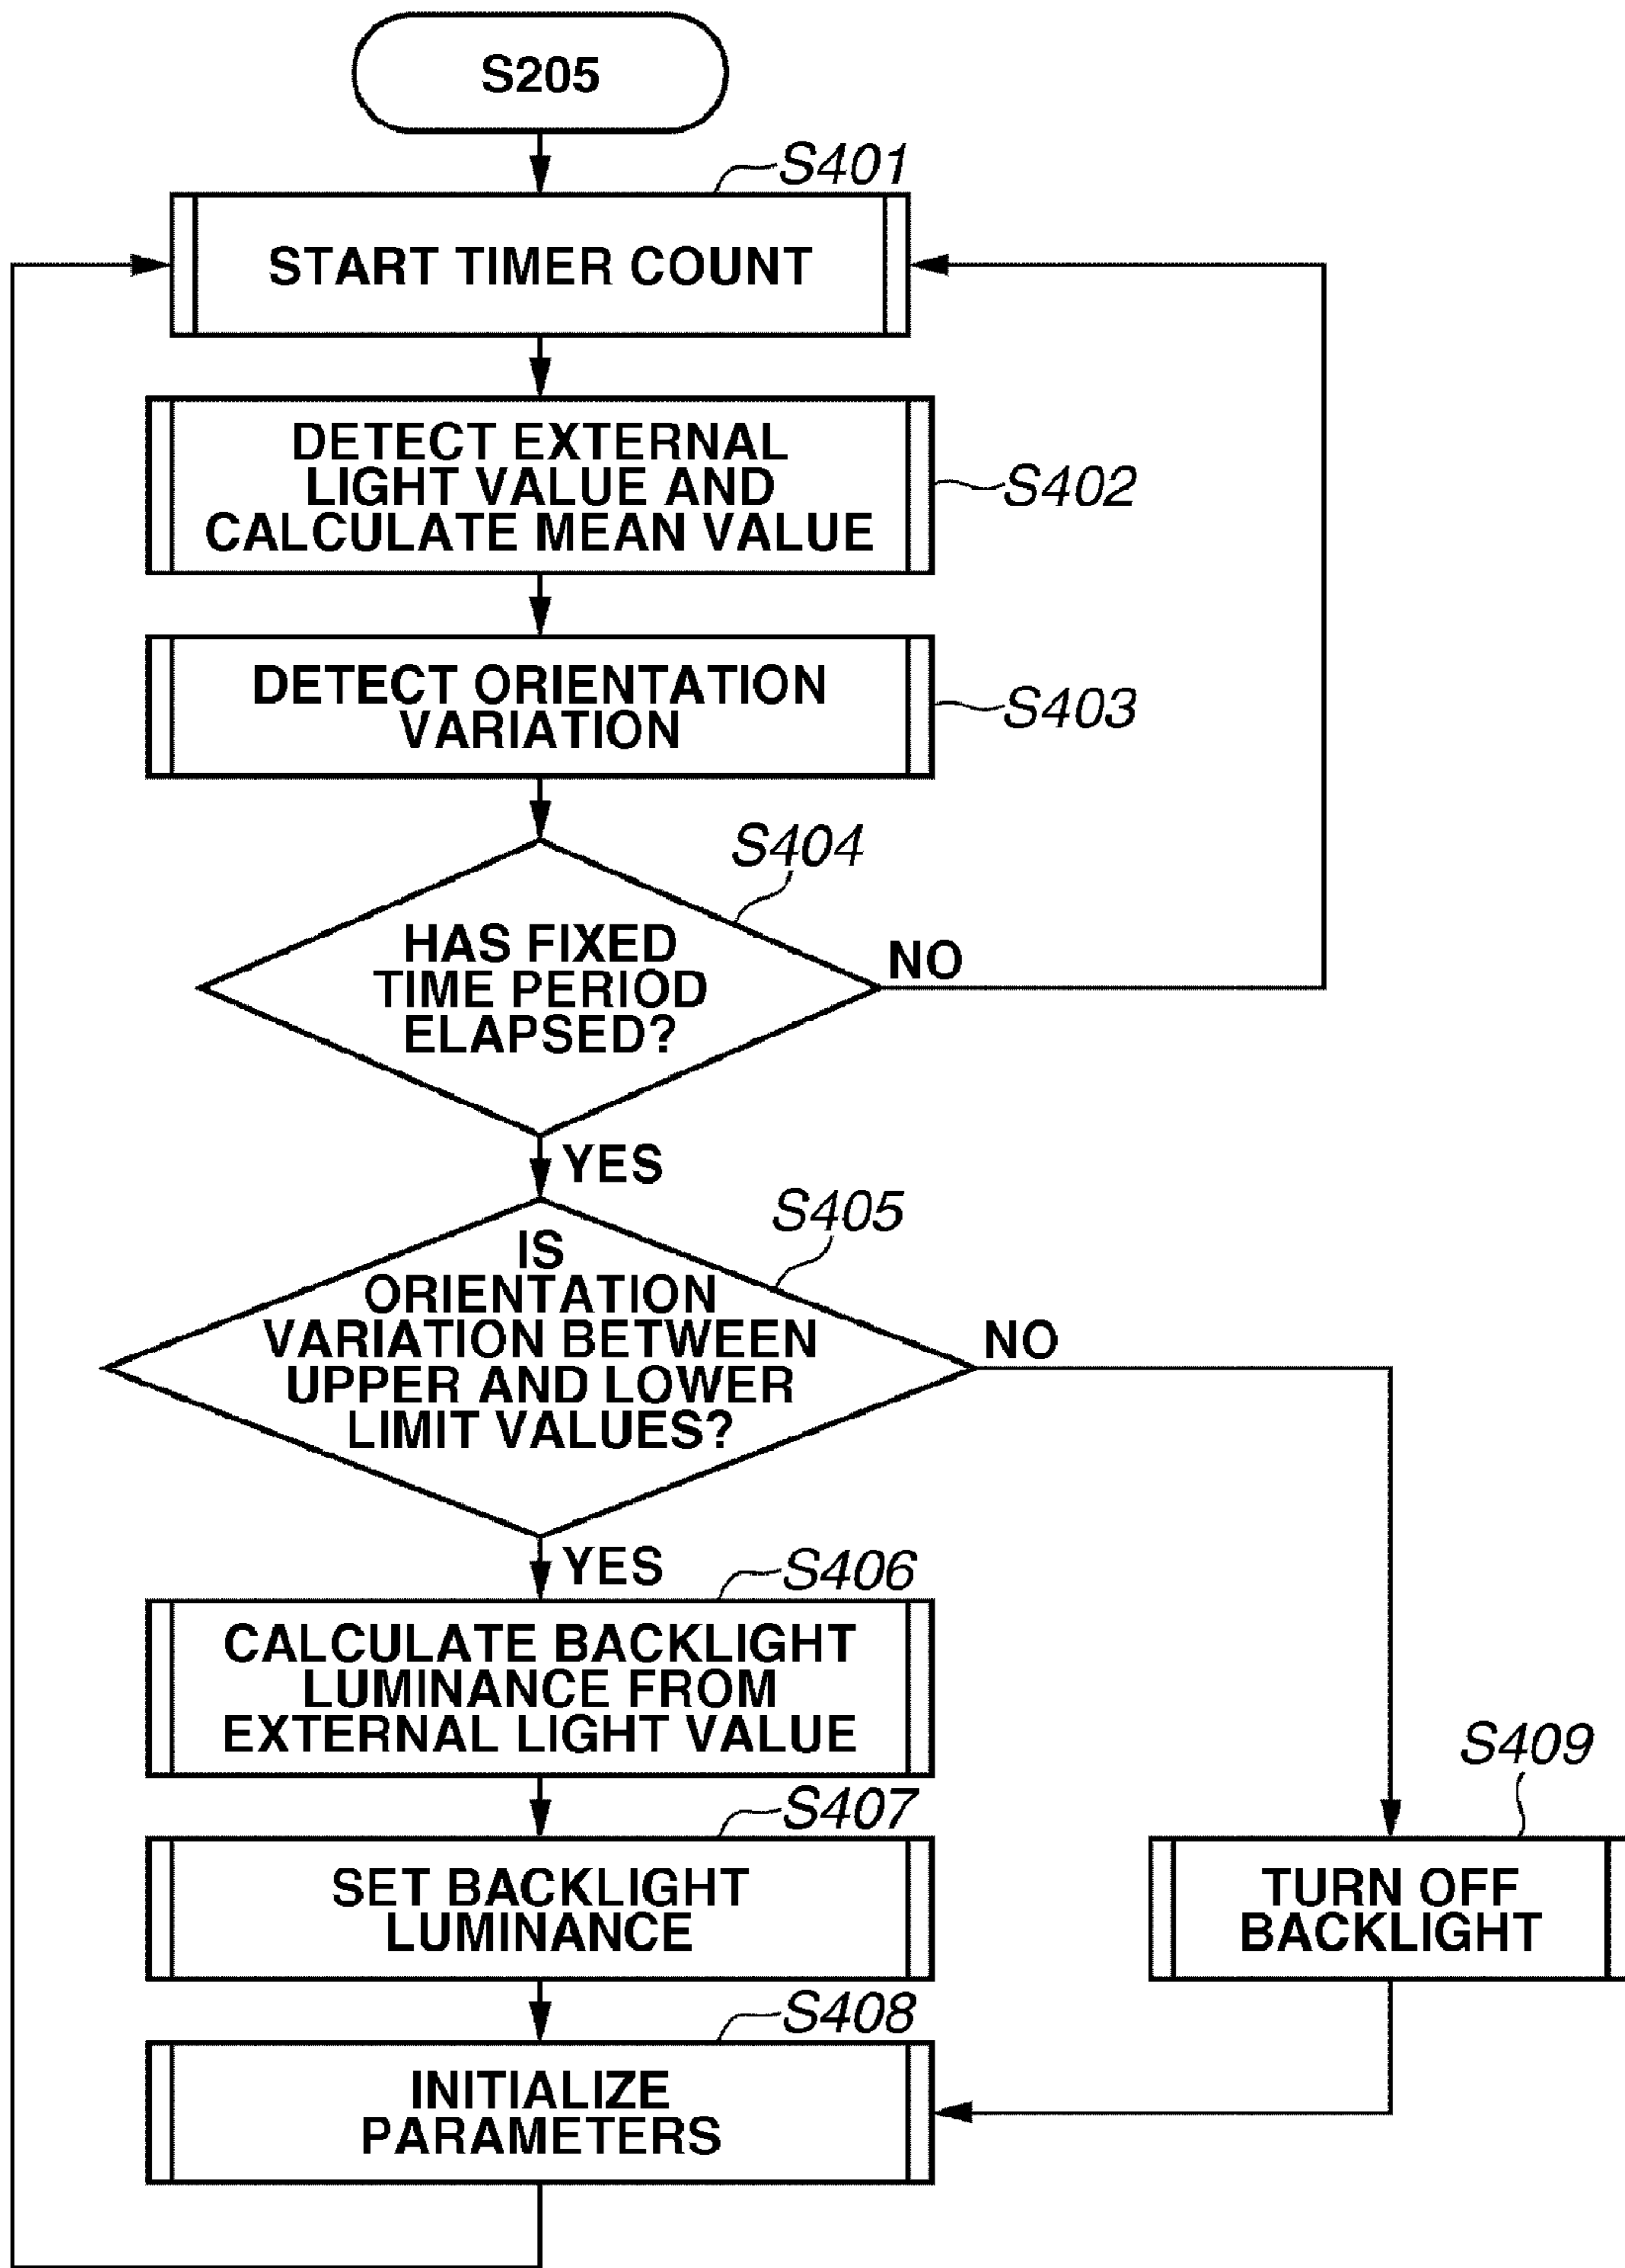 S205
S401
START TIMER COUNT
DETECT EXTERNAL
LIGHT VALUE AND
CALCULATE MEAN VALUE
S402
DETECT ORIENTATION
VARIATION
S403
S404
HAS FIXED
TIME PERIOD
ELAPSED?
NO
YES
S405
IS
ORIENTATION
VARIATION BETWEEN
UPPER AND LOWER
LIMIT VALUES?
NO
YES
S406
CALCULATE BACKLIGHT
LUMINANCE FROM
EXTERNAL LIGHT VALUE
S407
SET BACKLIGHT
LUMINANCE
S409
TURN OFF
BACKLIGHT
S408
INITIALIZE
PARAMETERS